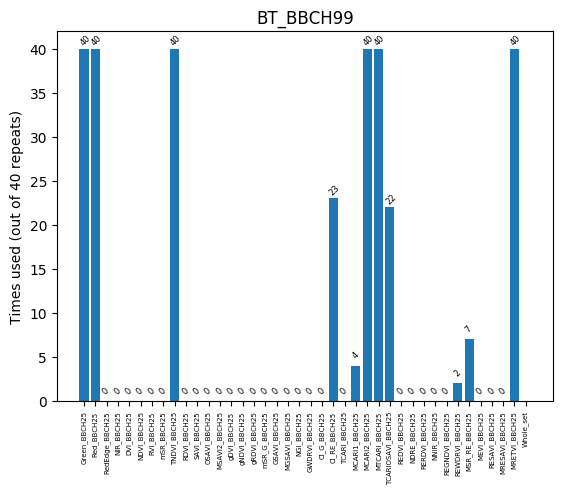 BT_BBCH99
Times used (out of 40 repeats)
40
35
30
25
20
15
10
5
0
40
40
0
0
0
0
0
0
40
0
0
0
0
0
0
0
0
0
0
0
0
0
23
0
4
40
40
22
0
0
0
0
0
2
7
0
0
0
40
Green_BBCH25
Red_BBCH25
RedEdge_BBCH25
NIR_BBCH25
DVI_BBCH25
NDVI_BBCH25
RVI_BBCH25
mSR_BBCH25
TNDVI_BBCH25
RDVI_BBCH25
SAVI_BBCH25
OSAVI_BBCH25
MSAVI2_BBCH25
gDVI_BBCH25
gNDVI_BBCH25
gRDVI_BBCH25
mSR_G_BBCH25
GSAVI_BBCH25
MGSAVI_BBCH25
NGI_BBCH25
GWDRVI_BBCH25
CI_G_BBCH25
CI_RE_BBCH25
TCARI_BBCH25
MCARI1_BBCH25
MCARI2_BBCH25
MTCARI_BBCH25
TCARIOSAVI_BBCH25
REDVI_BBCH25
NDRE_BBCH25
RERDVI_BBCH25
NNIR_BBCH25
REGNDVI_BBCH25
REWDRVI_BBCH25
MSR_RE_BBCH25
MEVI_BBCH25
RESAVI_BBCH25
MRESAVI_BBCH25
MRETVI_BBCH25
Whole_set